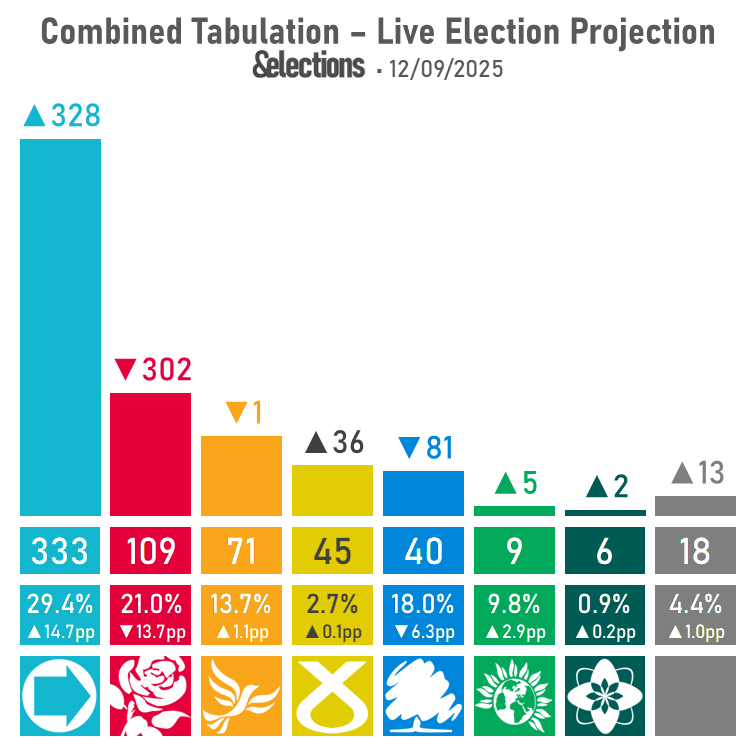 Combined Tabulation – Live Election Projection
&elections · 12/09/2025
▲328
▼302
▼1
▲36
▼81
▲5
▲2
▲13
333 109 71 45 40 9 6 18
29.4% 21.0% 13.7% 2.7% 18.0% 9.8% 0.9% 4.4%
▲14.7pp ▼13.7pp ▲1.1pp ▲0.1pp ▼6.3pp ▲2.9pp ▲0.2pp ▲1.0pp